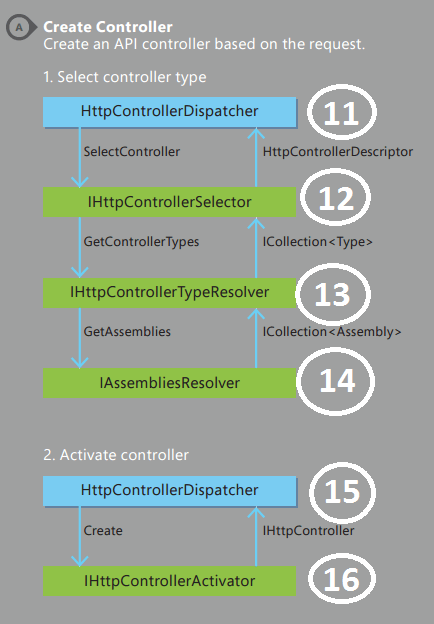 A
Create Controller
Create an API controller based on the request.
1. Select controller type
HttpControllerDispatcher
11
SelectController
HttpControllerDescriptor
IHttpControllerSelector
12
GetControllerTypes
ICollection<Type>
IHttpControllerTypeResolver
13
GetAssemblies
ICollection<Assembly>
IAssembliesResolver
14
2. Activate controller
HttpControllerDispatcher
15
Create
IHttpController
IHttpControllerActivator
16